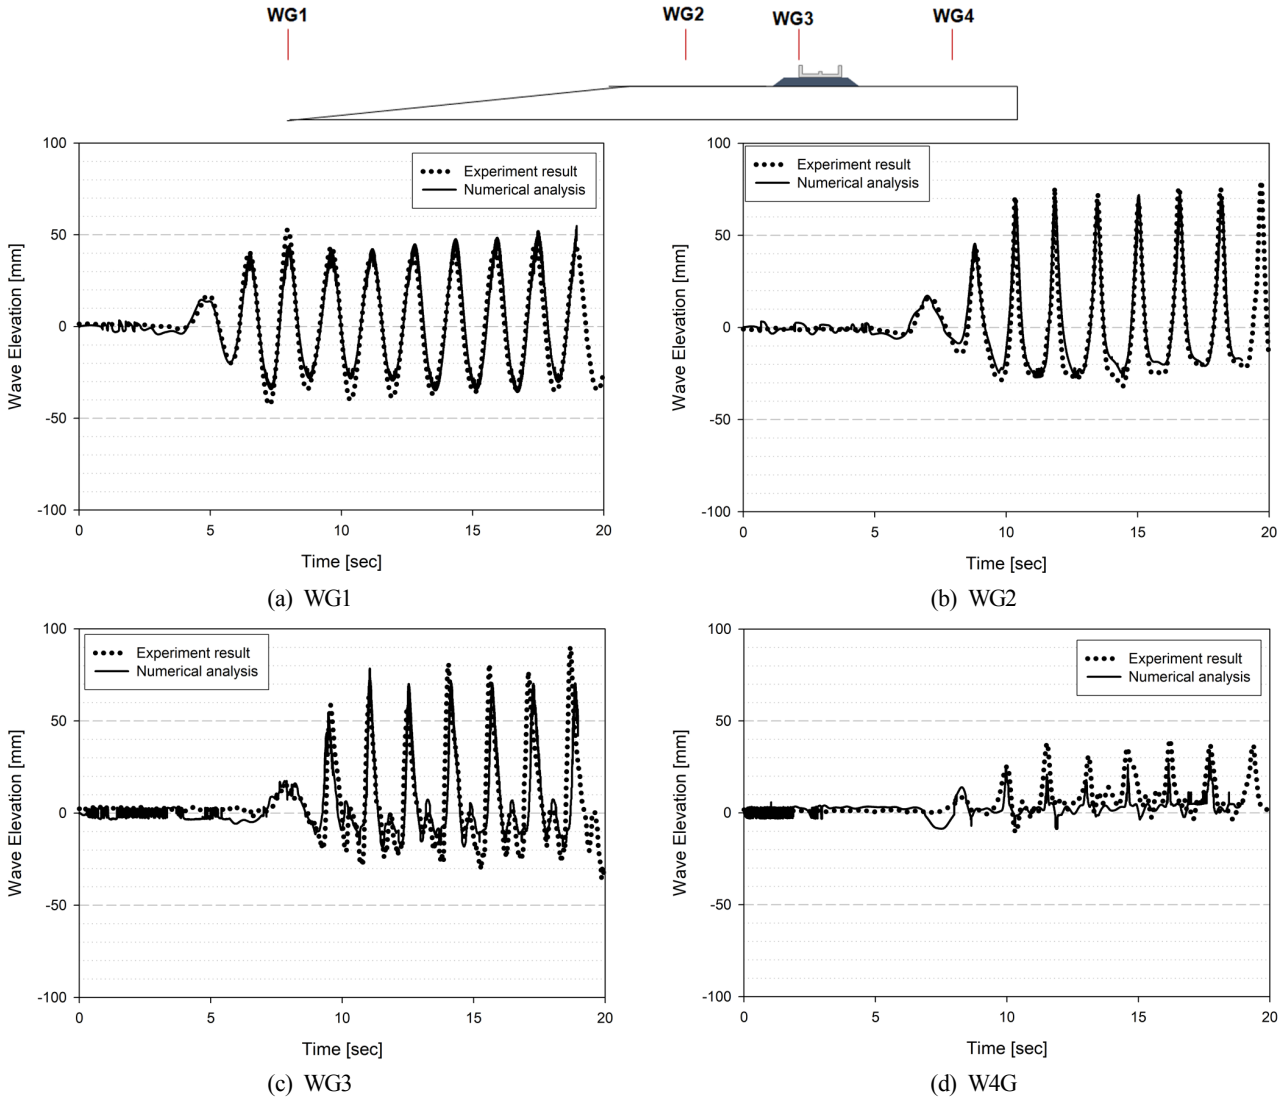 WG1
WG2
WG3
WG4
100
50
0
-50
-100
Wave Elevation [mm]
Experiment result
Numerical analysis
0
5
10
15
20
Time [sec]
(a) WG1
100
50
0
-50
-100
Wave Elevation [mm]
Experiment result
Numerical analysis
0
5
10
15
20
Time [sec]
(b) WG2
100
50
0
-50
-100
Wave Elevation [mm]
Experiment result
Numerical analysis
0
5
10
15
20
Time [sec]
(c) WG3
100
50
0
-50
-100
Wave Elevation [mm]
Experiment result
Numerical analysis
0
5
10
15
20
Time [sec]
(d) W4G